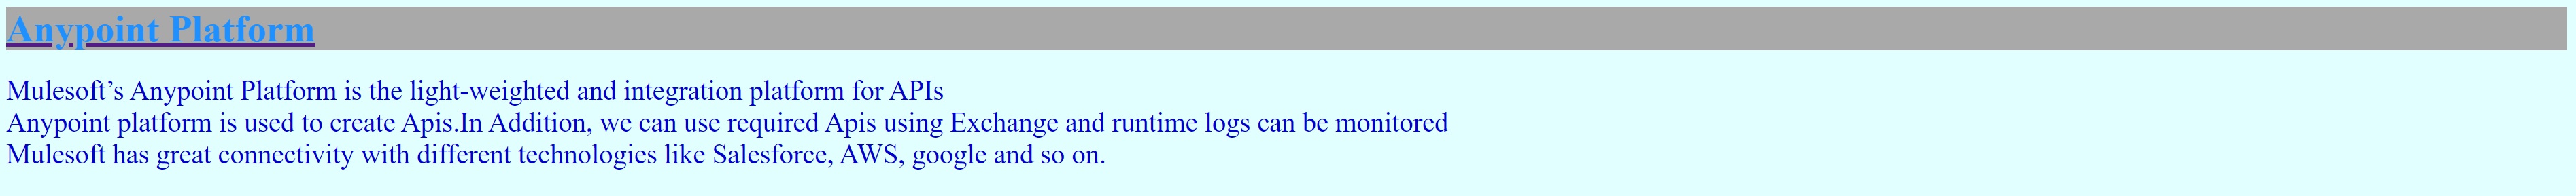 Anypoint Platform
Mulesoft’s Anypoint Platform is the light-weighted and integration platform for APIs
Anypoint platform is used to create Apis.In Addition, we can use required Apis using Exchange and runtime logs can be monitored
Mulesoft has great connectivity with different technologies like Salesforce, AWS, google and so on.